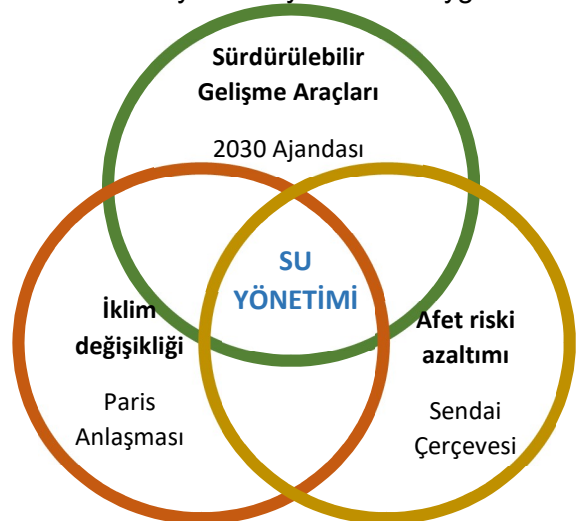 Sürdürülebilir
Gelişme Araçları
2030 Ajandası
SU
YÖNETİMİ
İklim
değişikliği
Paris
Anlaşması
Afet riski
azaltımı
Sendai
Çerçevesi